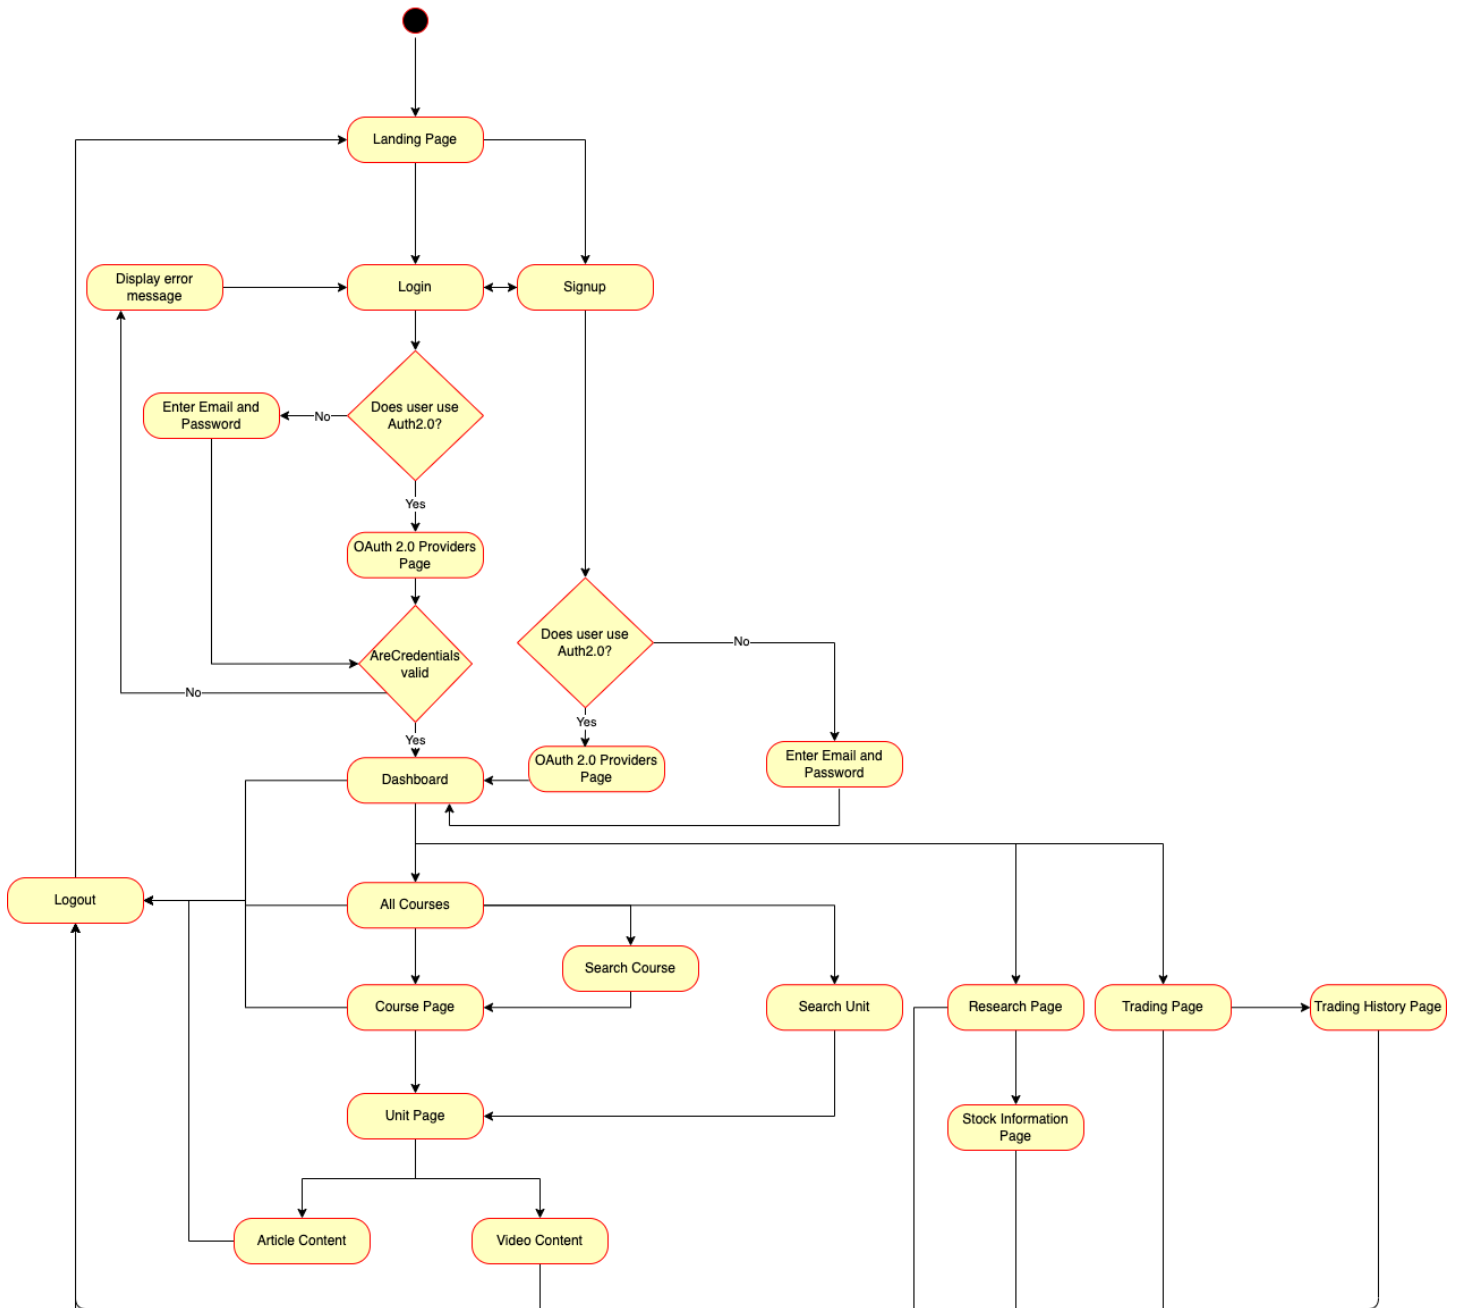 Landing Page
Display error
message
Login
Signup
Enter Email and
Password
No
Does user use
Auth2.0?
Yes
OAuth 2.0 Providers
Page
AreCredentials
valid
No
Yes
Does user use
Auth2.0?
No
Yes
OAuth 2.0 Providers
Page
Enter Email and
Password
Dashboard
Logout
All Courses
Search Course
Course Page
Search Unit
Research Page
Trading Page
Trading History Page
Unit Page
Stock Information
Page
Article Content
Video Content